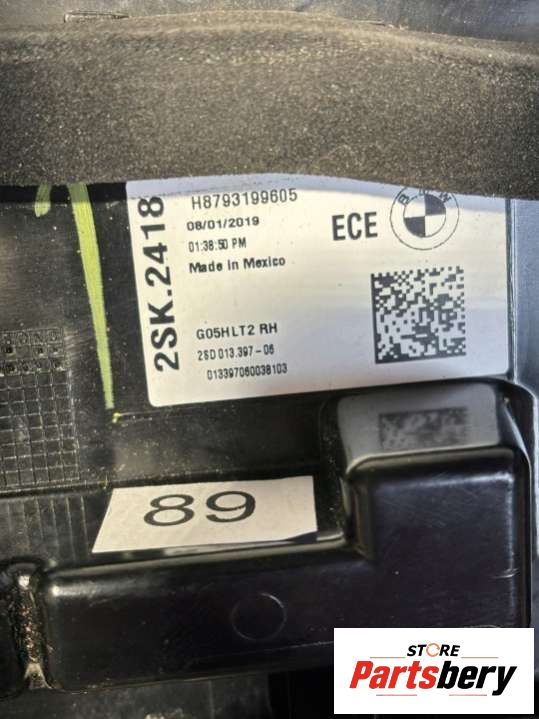 2SK.2418
H8793199605
08/01/2019
01:38:50 PM
Made in Mexico
ECE
BMW
G05HLT2 RH
2SD 013.397-06
013397060038103
89
STORE
Partsbery